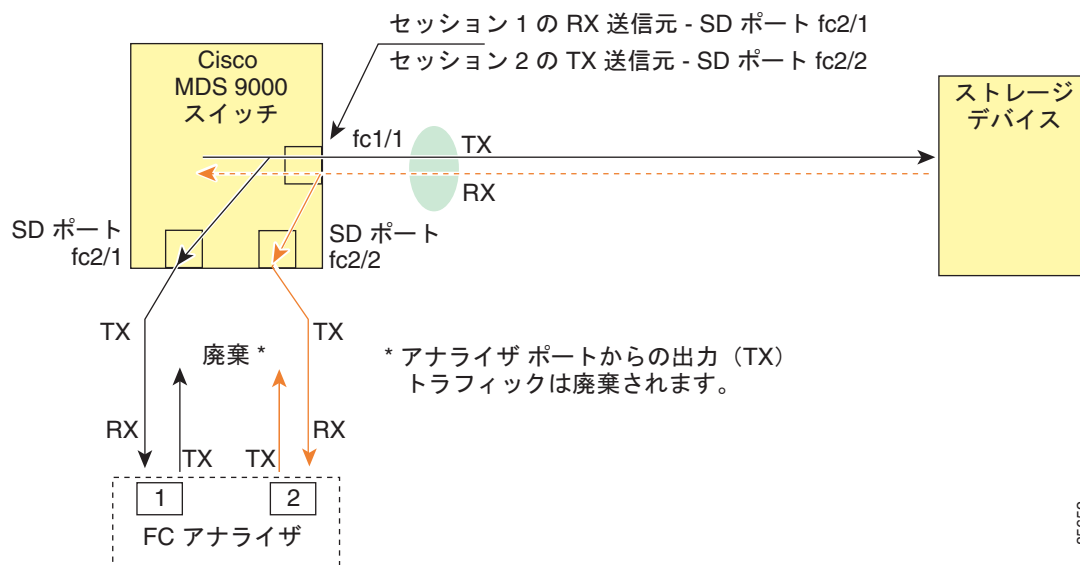 セッション 1 の RX 送信元 - SD ポート fc2/1
セッション 2 の TX 送信元 - SD ポート fc2/2
Cisco
MDS 9000
スイッチ
ストレージ
デバイス
fc1/1
TX
RX
SD ポート
fc2/1
SD ポート
fc2/2
TX
TX
廃棄 *
* アナライザ ポートからの出力（TX）
トラフィックは廃棄されます。
RX
TX
TX
RX
1
2
FC アナライザ